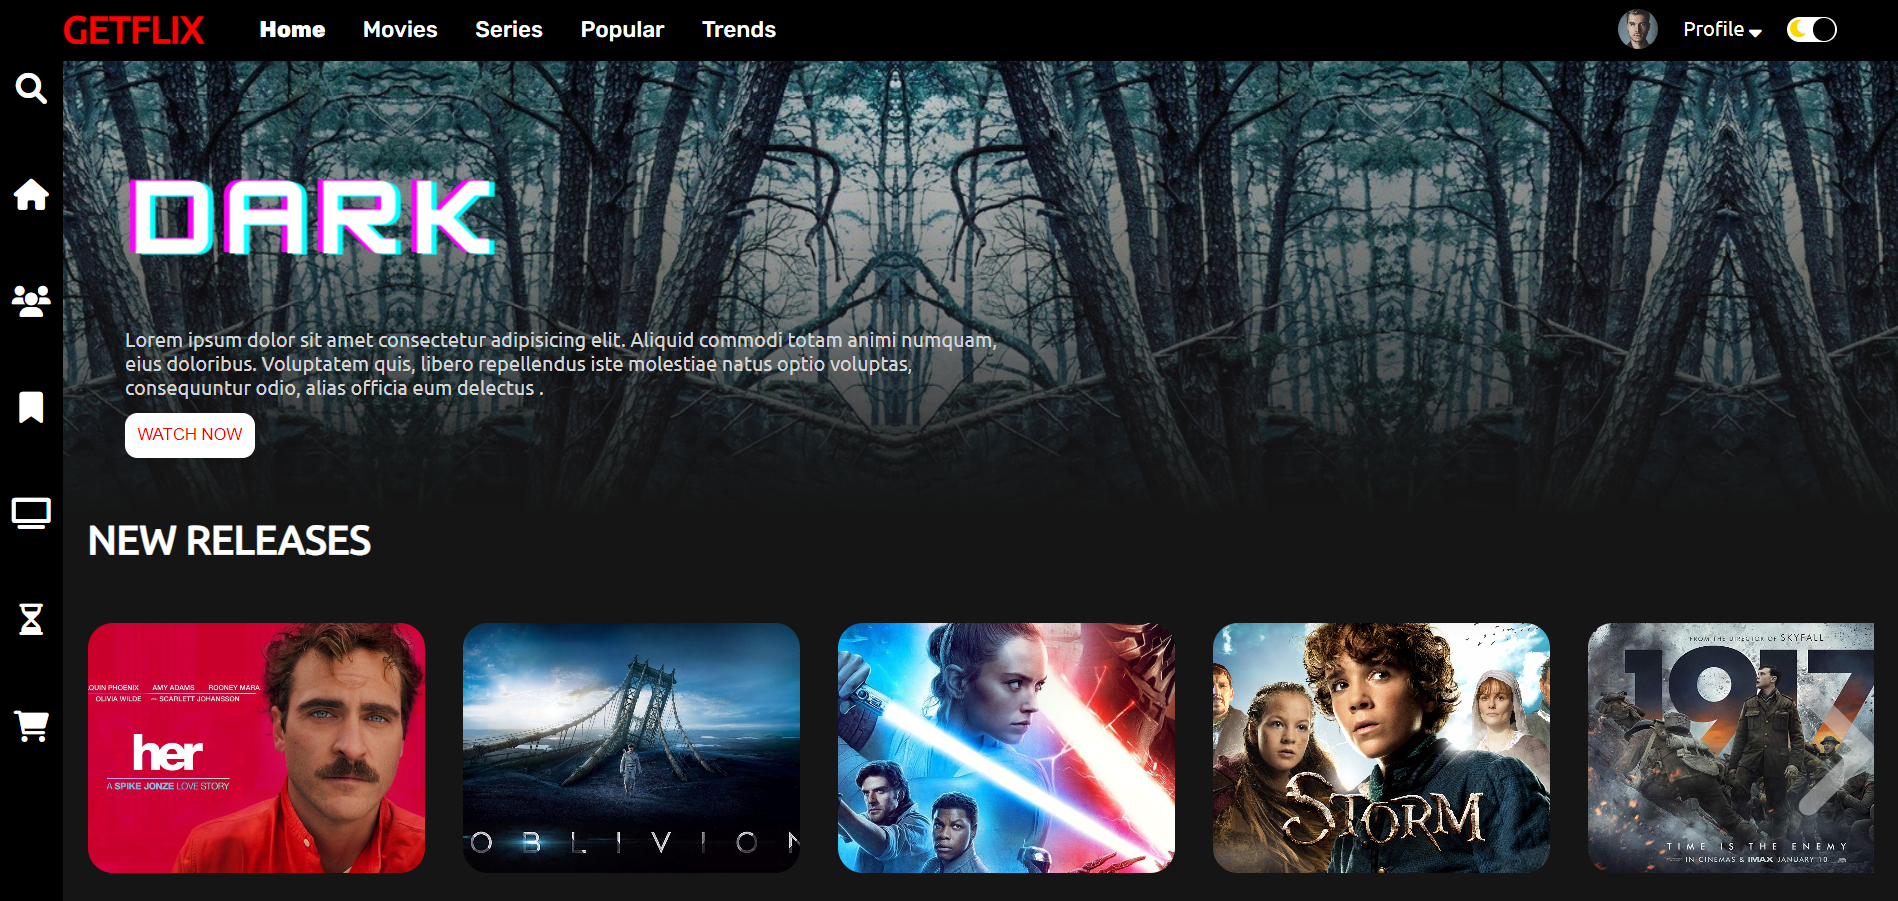 GETFLIX
Home
Movies
Series
Popular
Trends
Profile
DARK
Lorem ipsum dolor sit amet consectetur adipisicing elit. Aliquid commodi totam animi numquam,
eius doloribus. Voluptatem quis, libero repellendus iste molestiae natus optio voluptas,
consequuntur odio, alias officia eum delectus .
WATCH NOW
NEW RELEASES
OUIN PHOENIX AMY ADAMS ROONEY MARA
OLIVIA WILDE SCARLETT JOHANSSON
her
A SPIKE JONZE LOVE STORY
OBLIVION
STORM
FROM THE DIRECTOR OF SKYFALL
1917
TIME IS THE ENEMY
IN CINEMAS & IMAX JANUARY 10